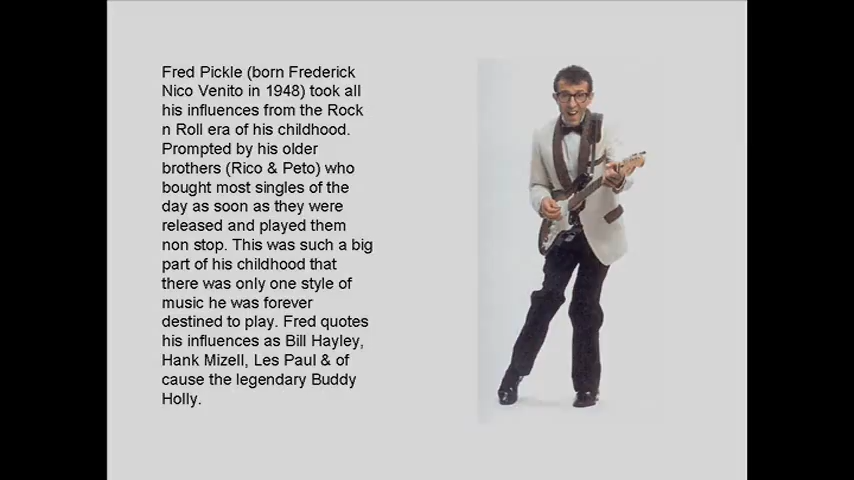 Fred Pickle (born Frederick
Nico Venito in 1948) took all
his influences from the Rock
n Roll era of his childhood.
Prompted by his older
brothers (Rico & Peto) who
bought most singles of the
day as soon as they were
released and played them
non stop. This was such a big
part of his childhood that
there was only one style of
music he was forever
destined to play. Fred quotes
his influences as Bill Hayley,
Hank Mizell, Les Paul & of
cause the legendary Buddy
Holly.